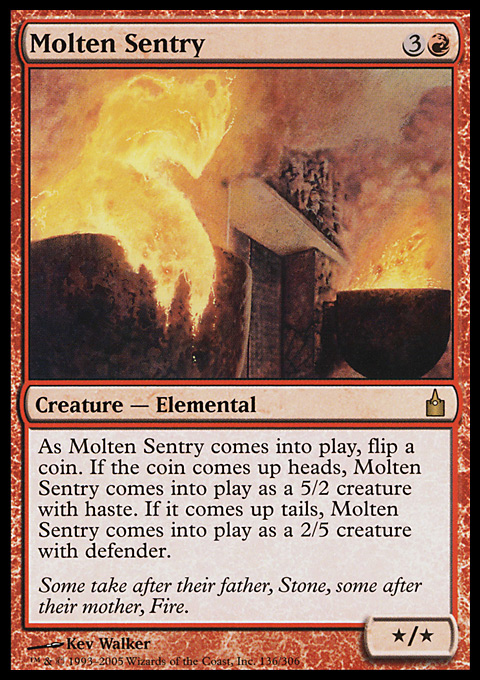 Molten Sentry 3
Creature — Elemental
As Molten Sentry comes into play, flip a
coin. If the coin comes up heads, Molten
Sentry comes into play as a 5/2 creature
with haste. If it comes up tails, Molten
Sentry comes into play as a 2/5 creature
with defender.
Some take after their father, Stone, some after
their mother, Fire.
★/★
Kev Walker
™ & © 1993–2005 Wizards of the Coast, Inc. 136/306